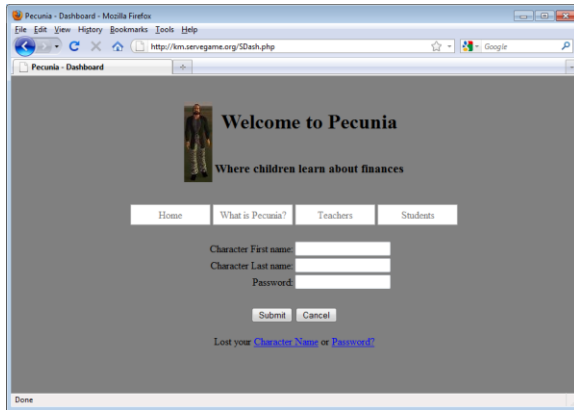 Pecunia - Dashboard - Mozilla Firefox
File Edit View History Bookmarks Tools Help
http://km.servegame.org/SDash.php
Google
Pecunia - Dashboard
Welcome to Pecunia
Where children learn about finances
Home What is Pecunia? Teachers Students
Character First name:
Character Last name:
Password:
Submit Cancel
Lost your Character Name or Password?
Done